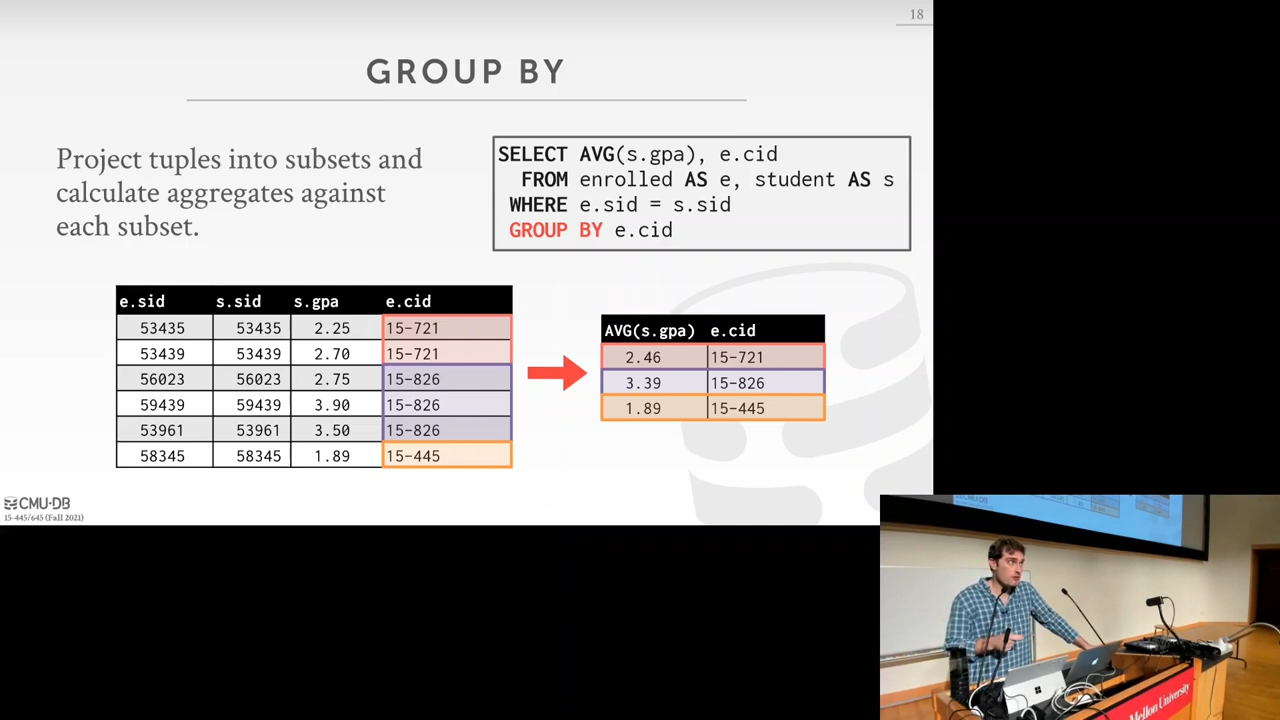 18
GROUP BY
Project tuples into subsets and
calculate aggregates against
each subset.
SELECT AVG(s.gpa), e.cid
FROM enrolled AS e, student AS s
WHERE e.sid = s.sid
GROUP BY e.cid
e.sid s.sid s.gpa e.cid
53435 53435 2.25 15-721
53439 53439 2.70 15-721
56023 56023 2.75 15-826
59439 59439 3.90 15-826
53961 53961 3.50 15-826
58345 58345 1.89 15-445
AVG(s.gpa) e.cid
2.46 15-721
3.39 15-826
1.89 15-445
CMU·DB
15-445/645 (Fall 2021)
Mellon University